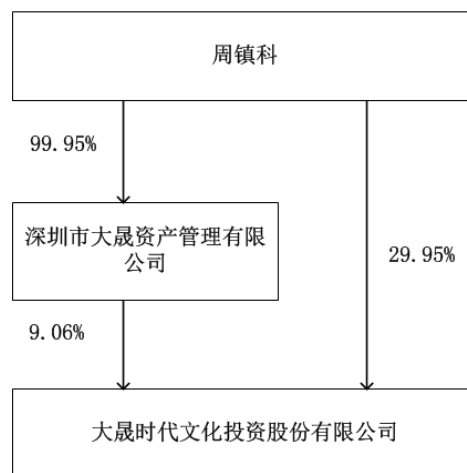 周镇科
99.95%
深圳市大晟资产管理有限
公司
29.95%
9.06%
大晟时代文化投资股份有限公司